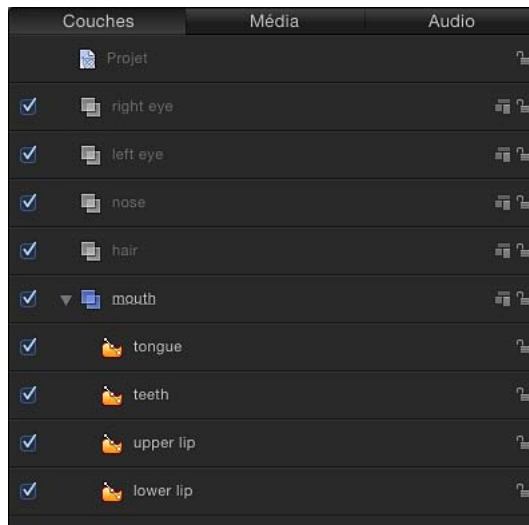 Couches Média Audio
Projet
right eye
left eye
nose
hair
mouth
tongue
teeth
upper lip
lower lip